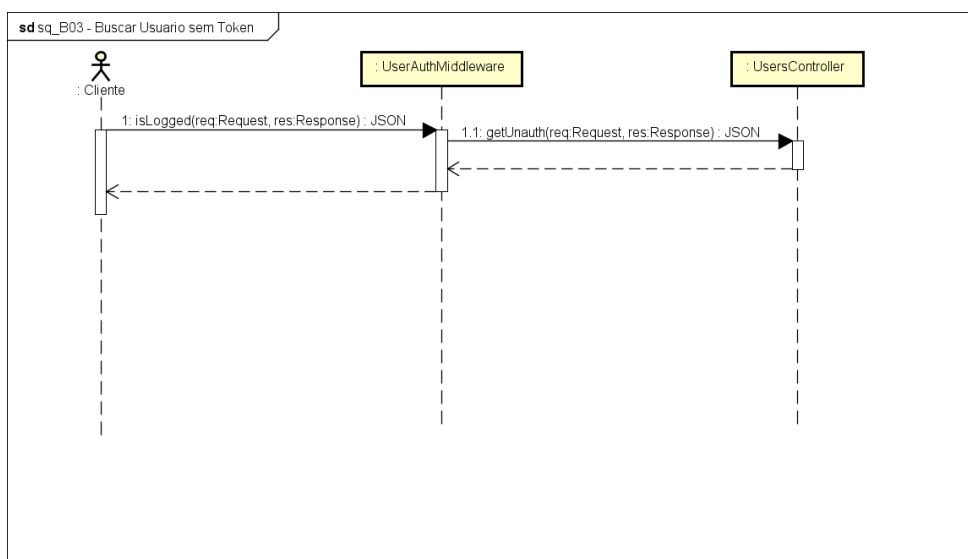 sd sq_B03 - Buscar Usuario sem Token
: Cliente
: UserAuthMiddleware
: UsersController
1: isLogged(req:Request, res:Response) : JSON
1.1: getUnauth(req:Request, res:Response) : JSON